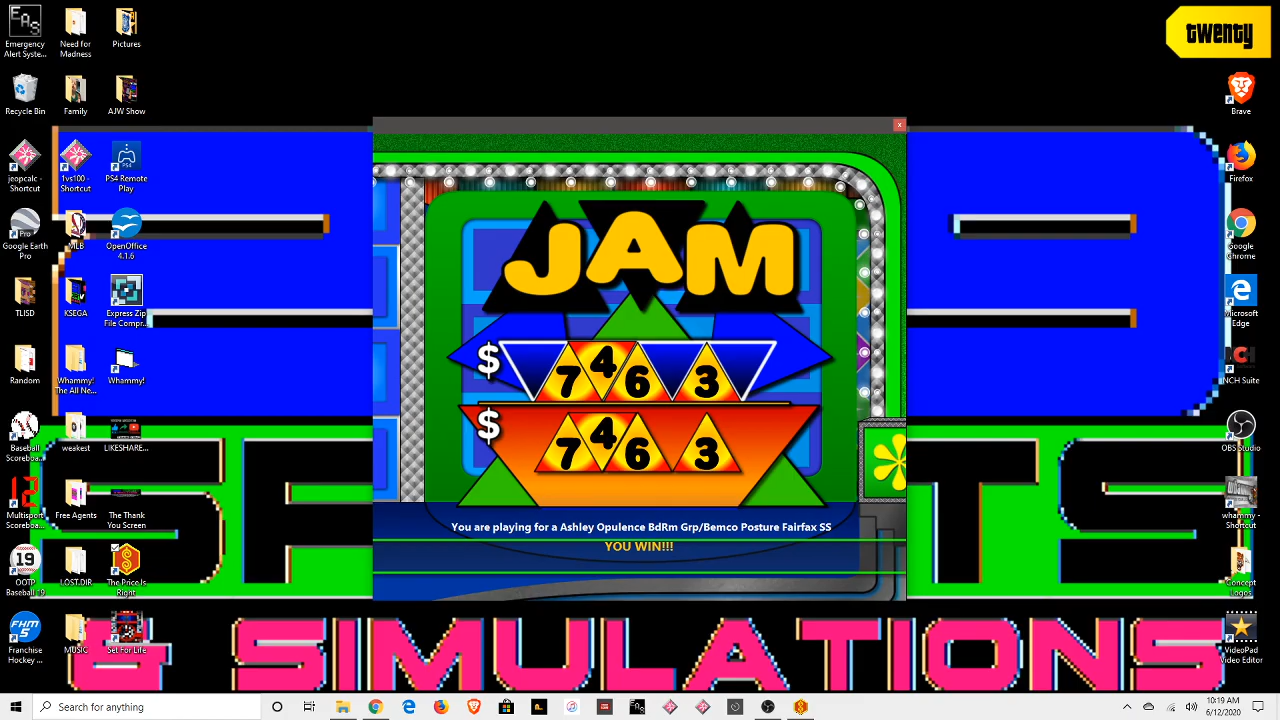 Emergency
Alert Syste...
Need for
Madness
Pictures
twenty
Recycle Bin
Family
AJW Show
Brave
jeopcalc -
Shortcut
1vs100 -
Shortcut
PS4 Remote
Play
Firefox
Pro
Google Earth
Pro
MLB
OpenOffice
4.1.6
Google
Chrome
TLISD
KSEGA
Express Zip
File Compr...
Microsoft
Edge
Random
Whammy!
The All Ne...
Whammy!
NCH Suite
Baseball
Scoreboa...
weakest
LIKESHARE...
OBS Studio
12
Multisport
Scoreboa...
Free Agents
The Thank
You Screen
whammy -
Shortcut
19
OOTP
Baseball 19
LOST.DIR
The Price Is
Right
Concept
Logos
FHM
5
Franchise
Hockey ...
MUSIC
Set For Life
VideoPad
Video Editor
JAM
$ 7 4 6 3
$ 7 4 6 3
You are playing for a Ashley Opulence BdRm Grp/Bemco Posture Fairfax SS
YOU WIN!!!
& SIMULATIONS
Search for anything
10:19 AM
6/12/2020